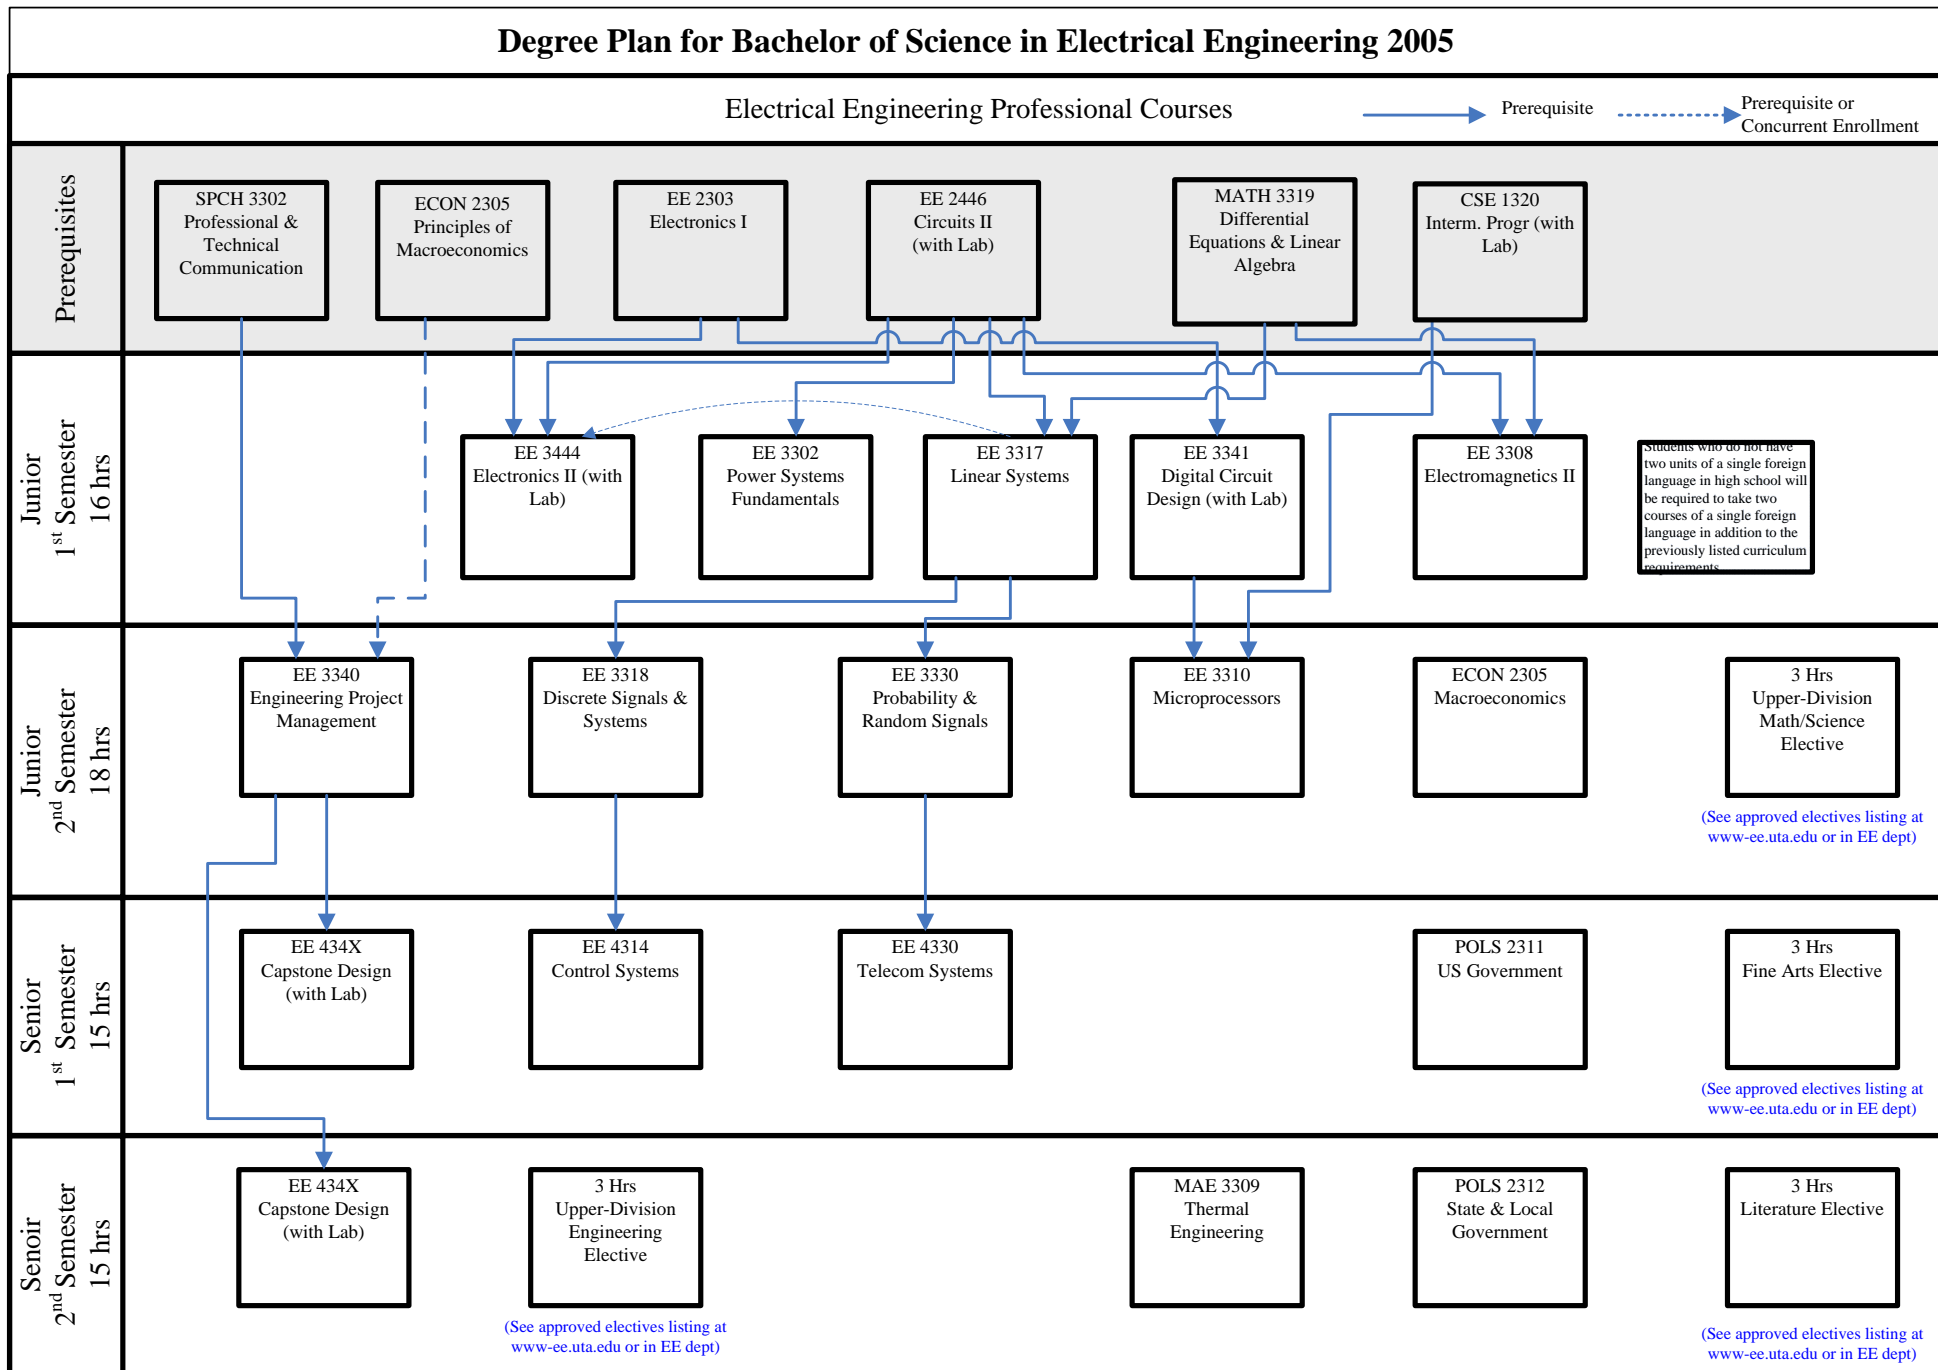 Degree Plan for Bachelor of Science in Electrical Engineering 2005
Electrical Engineering Professional Courses
Prerequisite
Prerequisite or
Concurrent Enrollment
Prerequisites
SPCH 3302
Professional &
Technical
Communication
ECON 2305
Principles of
Macroeconomics
EE 2303
Electronics I
EE 2446
Circuits II
(with Lab)
MATH 3319
Differential
Equations & Linear
Algebra
CSE 1320
Interm. Progr (with
Lab)
Junior
1st Semester
16 hrs
EE 3444
Electronics II (with
Lab)
EE 3302
Power Systems
Fundamentals
EE 3317
Linear Systems
EE 3341
Digital Circuit
Design (with Lab)
EE 3308
Electromagnetics II
Students who do not have
two units of a single foreign
language in high school will
be required to take two
courses of a single foreign
language in addition to the
previously listed curriculum
requirements
Junior
2nd Semester
18 hrs
EE 3340
Engineering Project
Management
EE 3318
Discrete Signals &
Systems
EE 3330
Probability &
Random Signals
EE 3310
Microprocessors
ECON 2305
Macroeconomics
3 Hrs
Upper-Division
Math/Science
Elective
(See approved electives listing at
www-ee.uta.edu or in EE dept)
Senior
1st Semester
15 hrs
EE 434X
Capstone Design
(with Lab)
EE 4314
Control Systems
EE 4330
Telecom Systems
POLS 2311
US Government
3 Hrs
Fine Arts Elective
(See approved electives listing at
www-ee.uta.edu or in EE dept)
Senoir
2nd Semester
15 hrs
EE 434X
Capstone Design
(with Lab)
3 Hrs
Upper-Division
Engineering
Elective
(See approved electives listing at
www-ee.uta.edu or in EE dept)
MAE 3309
Thermal
Engineering
POLS 2312
State & Local
Government
3 Hrs
Literature Elective
(See approved electives listing at
www-ee.uta.edu or in EE dept)